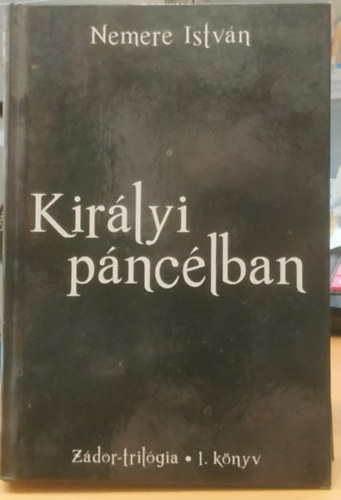 Nemere István
Királyi
páncélban
Zádor-trilógia • 1. könyv